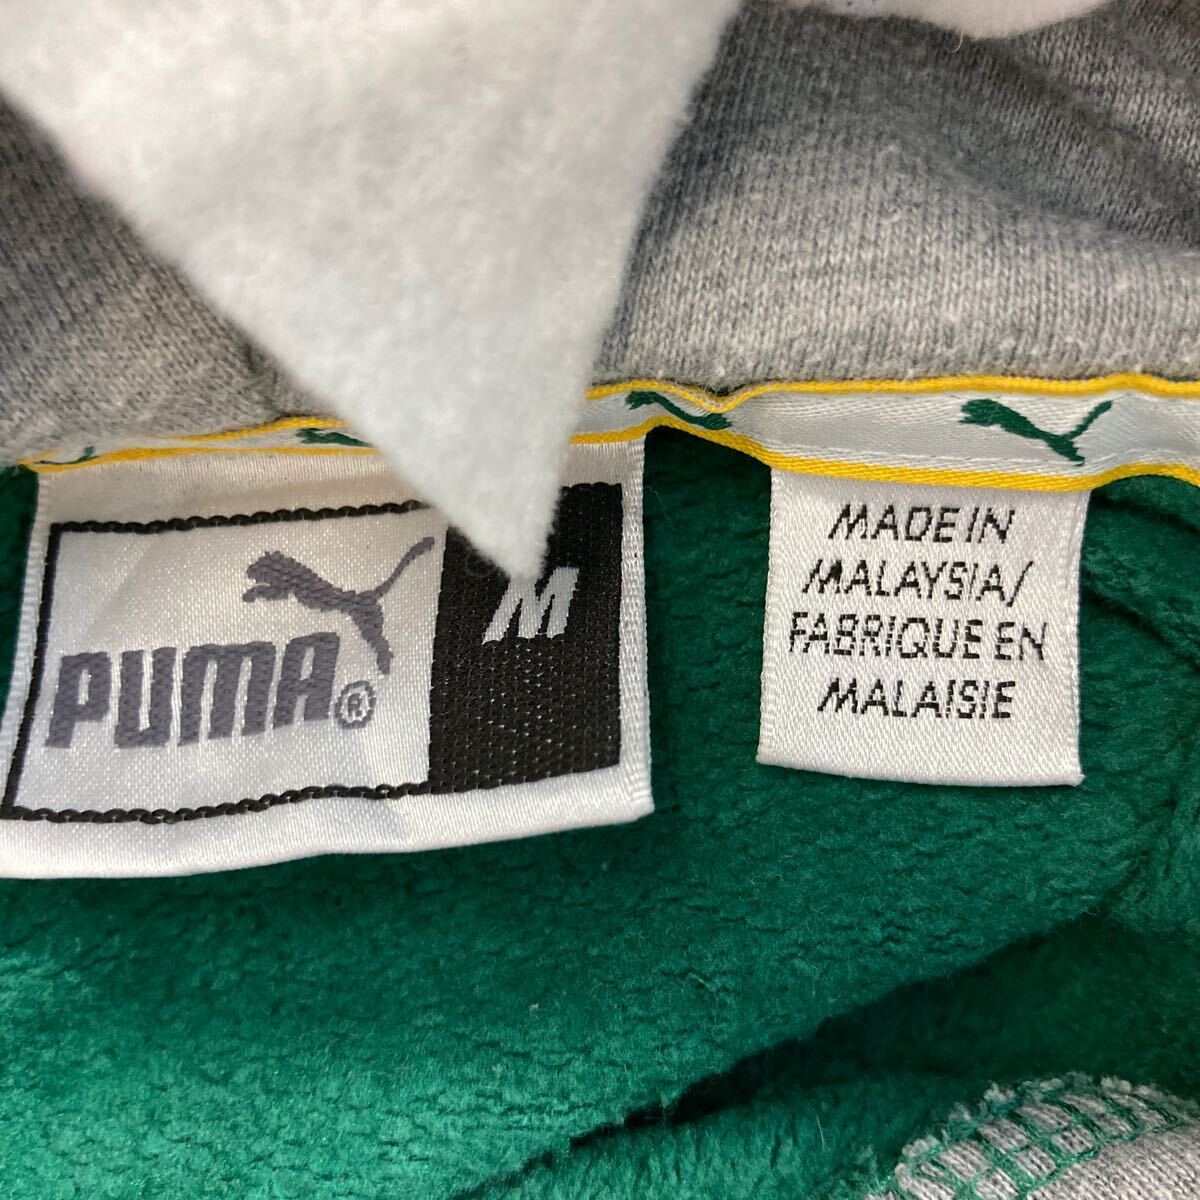 PUMA®
M
MADE IN
MALAYSIA/
FABRIQUE EN
MALAISIE